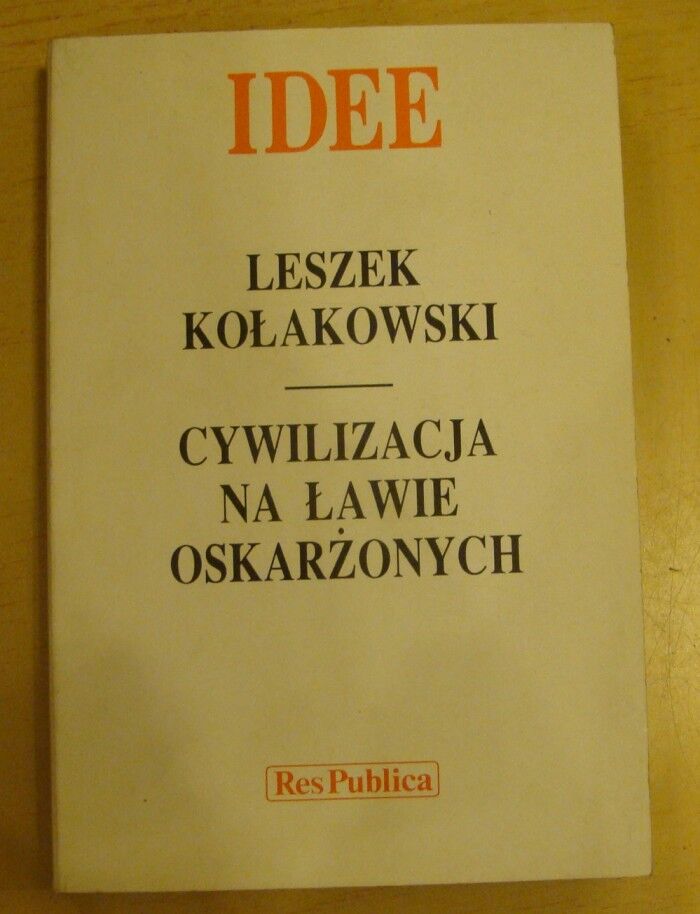 IDEE
LESZEK
KOŁAKOWSKI
CYWILIZACJA
NA ŁAWIE
OSKARŻONYCH
Res Publica